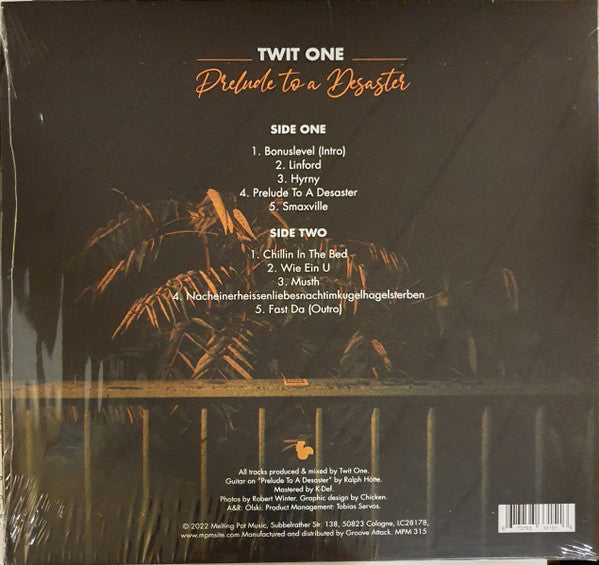 TWIT ONE
Prelude to a Desaster
SIDE ONE
1. Bonuslevel (Intro)
2. Linford
3. Hyrny
4. Prelude To A Desaster
5. Smaxville
SIDE TWO
1. Chillin In The Bed
2. Wie Ein U
3. Musth
4. Nacheinerheissenliebesnachtimkugelhagelsterben
5. Fast Da (Outro)
All tracks produced & mixed by Twit One.
Guitar on "Prelude To A Desaster" by Ralph Hötte.
Mastered by K-Def.
Photos by Robert Winter. Graphic design by Chicken.
A&R: Olski. Product Management: Tobias Servas.
© 2022 Melting Pot Music, Subbelrather Str. 138, 50823 Cologne, LC28178,
www.mpmsite.com Manufactured and distributed by Groove Attack. MPM 315